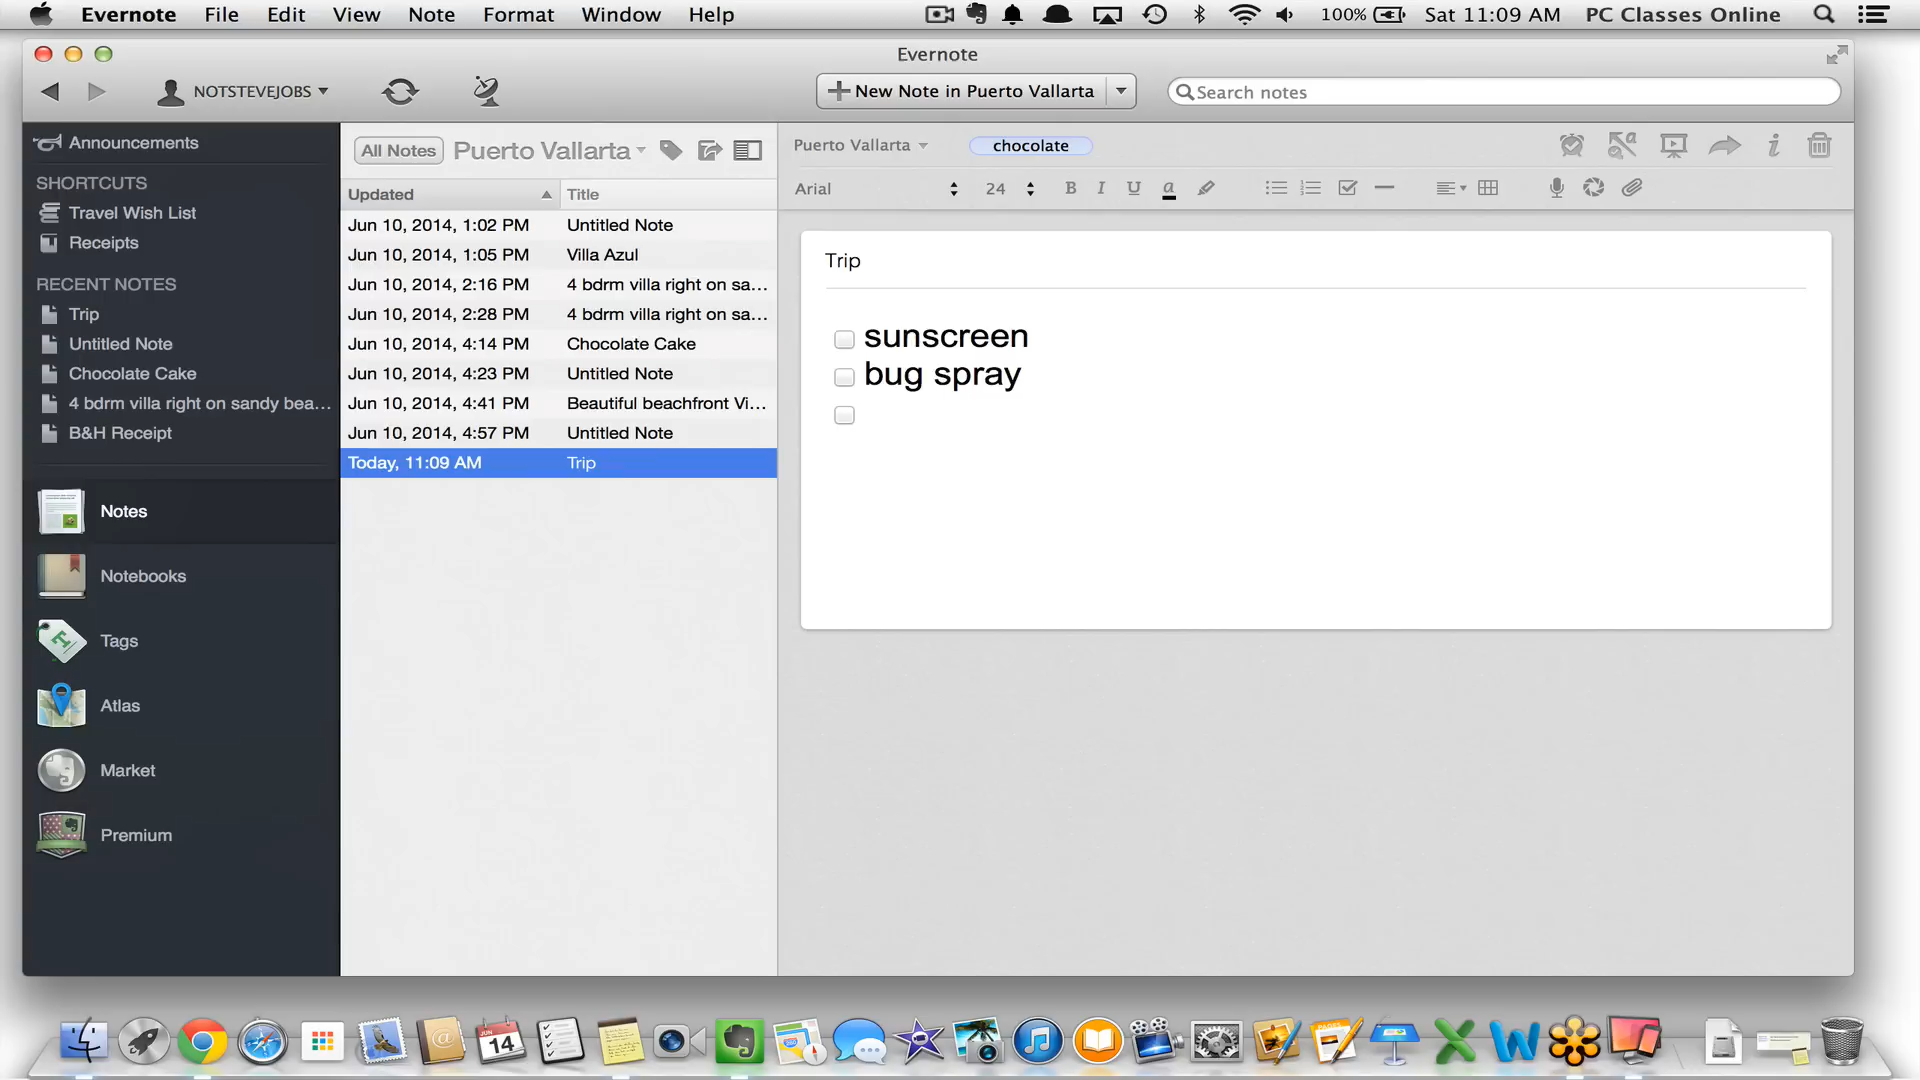 Evernote File Edit View Note Format Window Help 100% Sat 11:09 AM PC Classes Online
Evernote
NOTSTEVEJOBS New Note in Puerto Vallarta Search notes
Announcements
SHORTCUTS
Travel Wish List
Receipts
RECENT NOTES
Trip
Untitled Note
Chocolate Cake
4 bdrm villa right on sandy bea...
B&H Receipt
Notes
Notebooks
Tags
Atlas
Market
Premium
All Notes Puerto Vallarta
Updated Title
Jun 10, 2014, 1:02 PM Untitled Note
Jun 10, 2014, 1:05 PM Villa Azul
Jun 10, 2014, 2:16 PM 4 bdrm villa right on sa...
Jun 10, 2014, 2:28 PM 4 bdrm villa right on sa...
Jun 10, 2014, 4:14 PM Chocolate Cake
Jun 10, 2014, 4:23 PM Untitled Note
Jun 10, 2014, 4:41 PM Beautiful beachfront Vi...
Jun 10, 2014, 4:57 PM Untitled Note
Today, 11:09 AM Trip
Puerto Vallarta chocolate
Arial 24 B I U a
Trip
sunscreen
bug spray
JUN
14
PAGES